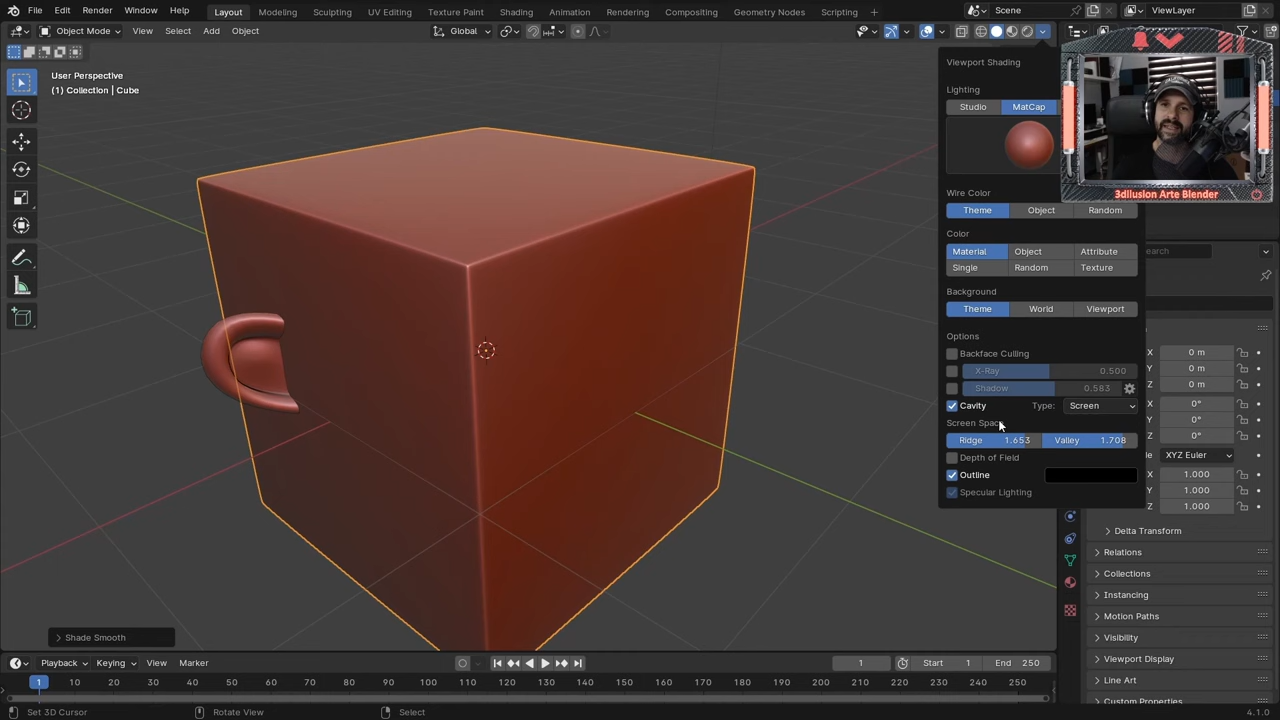 File Edit Render Window Help Layout Modeling Sculpting UV Editing Texture Paint Shading Animation Rendering Compositing Geometry Nodes Scripting Scene ViewLayer
Object Mode View Select Add Object Global
User Perspective
(1) Collection | Cube
Viewport Shading
Lighting
Studio MatCap
3dIlusion Arte Blender
Wire Color
Theme Object Random
Color
Material Object Attribute
Single Random Texture
Background
Theme World Viewport
Options
Backface Culling
X-Ray 0.500
Shadow 0.583
Cavity Type: Screen
Screen Space
Ridge 1.653 Valley 1.708
Depth of Field
Outline
Specular Lighting
earch
X 0 m
Y 0 m
Z 0 m
X 0°
Y 0°
Z 0°
e XYZ Euler
X 1.000
Y 1.000
Z 1.000
Delta Transform
Relations
Collections
Instancing
Motion Paths
Visibility
Viewport Display
Line Art
Custom Properties
Shade Smooth
Playback Keying View Marker 1 Start 1 End 250
1 10 20 30 40 50 60 70 80 90 100 110 120 130 140 150 160 170 180 190 200 210 220 230 240 250
Set 3D Cursor Rotate View Select 4.1.0